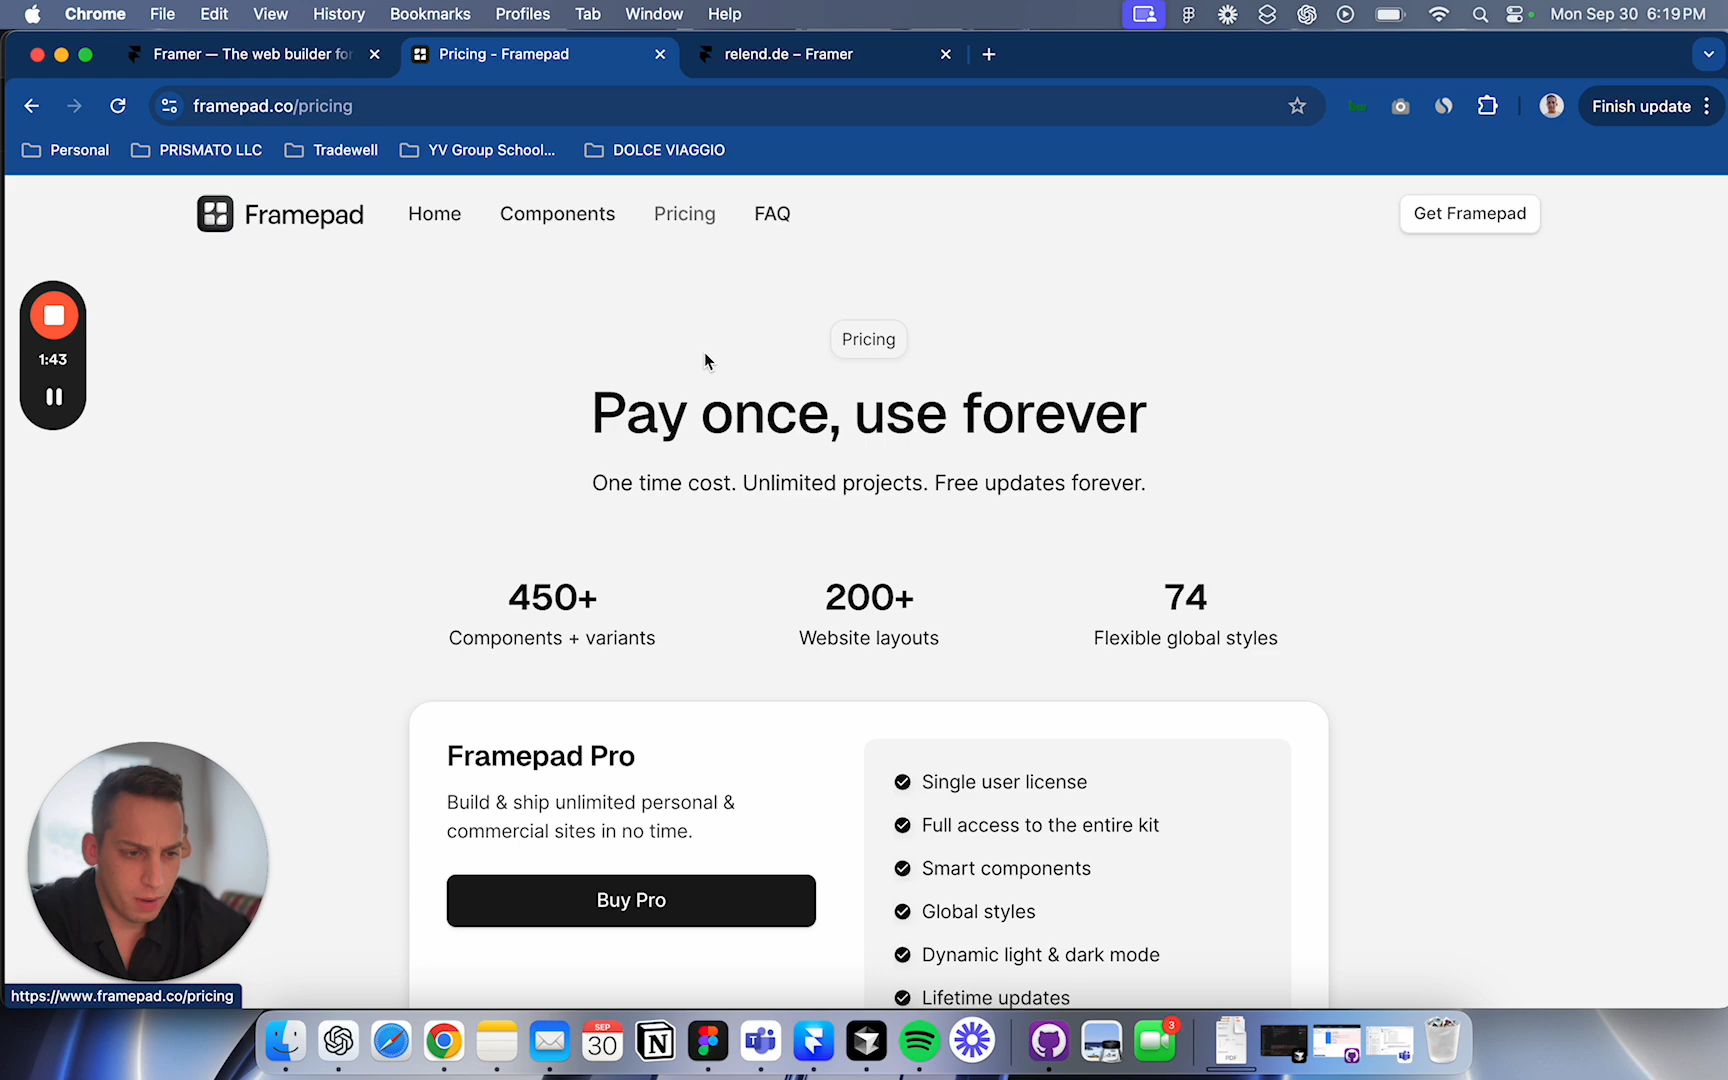 Chrome File Edit View History Bookmarks Profiles Tab Window Help Mon Sep 30 6:19 PM
Framer — The web builder for Pricing - Framepad relend.de – Framer
framepad.co/pricing Finish update
Personal PRISMATO LLC Tradewell YV Group School... DOLCE VIAGGIO
Framepad Home Components Pricing FAQ Get Framepad
1:43
Pricing
Pay once, use forever
One time cost. Unlimited projects. Free updates forever.
450+ 200+ 74
Components + variants Website layouts Flexible global styles
Framepad Pro
Build & ship unlimited personal &
commercial sites in no time.
Buy Pro
Single user license
Full access to the entire kit
Smart components
Global styles
Dynamic light & dark mode
Lifetime updates
https://www.framepad.co/pricing
SEP
30
3
PDF